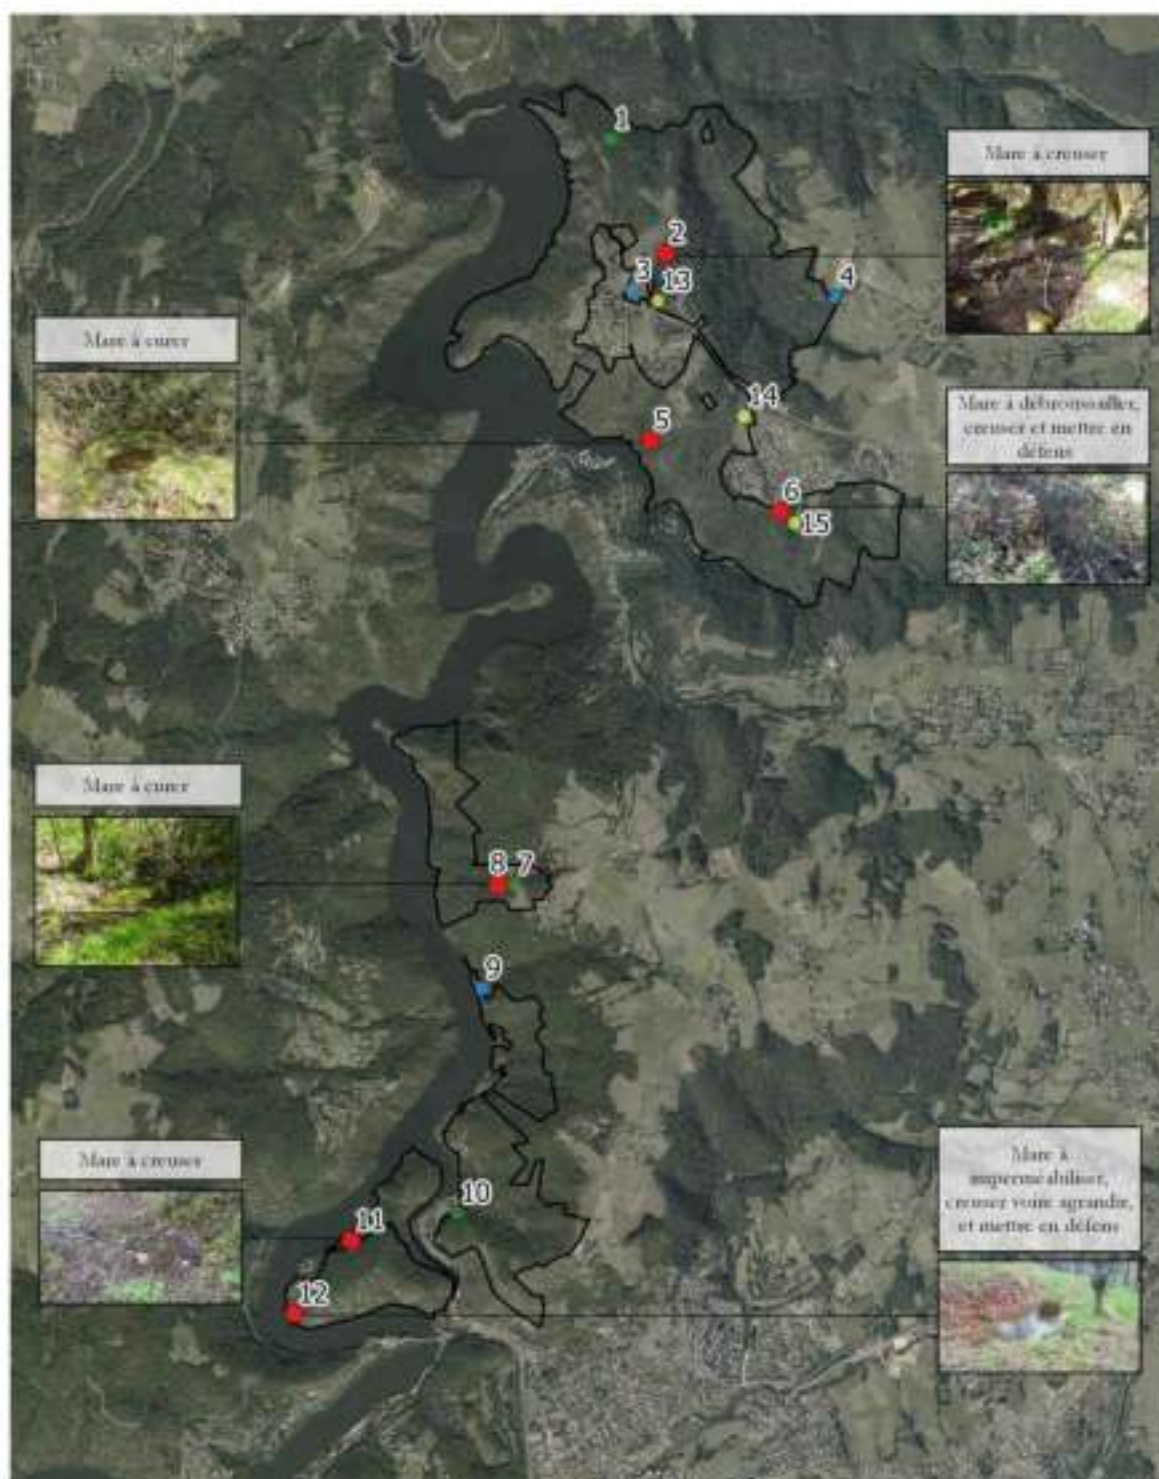 1
Mare à creuser
2
3
13
4
Mare à curer
14
Mare à débroussailler,
creuser et mettre en
défens
5
6
15
Mare à curer
8
7
9
Mare à
imperméabiliser,
creuser voire agrandir,
et mettre en défens
Mare à creuser
10
11
12